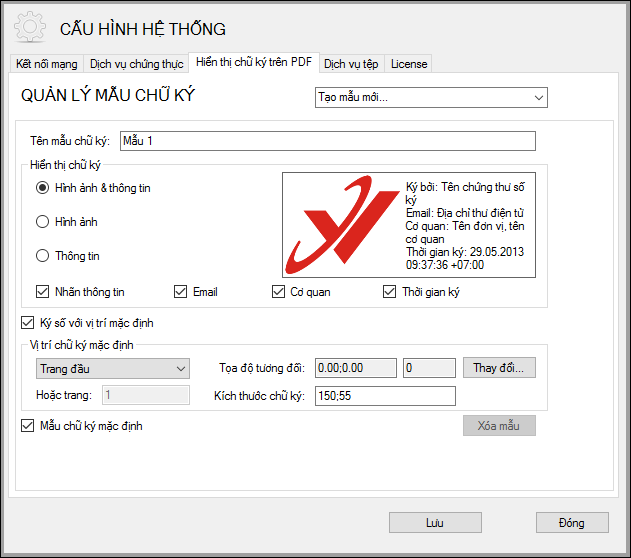 CẤU HÌNH HỆ THỐNG
Kết nối mạng Dịch vụ chứng thực Hiển thị chữ ký trên PDF Dịch vụ tệp License
QUẢN LÝ MẪU CHỮ KÝ Tạo mẫu mới...
Tên mẫu chữ ký: Mẫu 1
Hiển thị chữ ký
Hình ảnh & thông tin
Hình ảnh
Thông tin
Ký bởi: Tên chứng thư số
ký
Email: Địa chỉ thư điện tử
Cơ quan: Tên đơn vị, tên
cơ quan
Thời gian ký: 29.05.2013
09:37:36 +07:00
Nhãn thông tin Email Cơ quan Thời gian ký
Ký số với vị trí mặc định
Vị trí chữ ký mặc định
Trang đầu Tọa độ tương đối: 0.00;0.00 0 Thay đổi...
Hoặc trang: 1 Kích thước chữ ký: 150;55
Mẫu chữ ký mặc định Xóa mẫu
Lưu Đóng